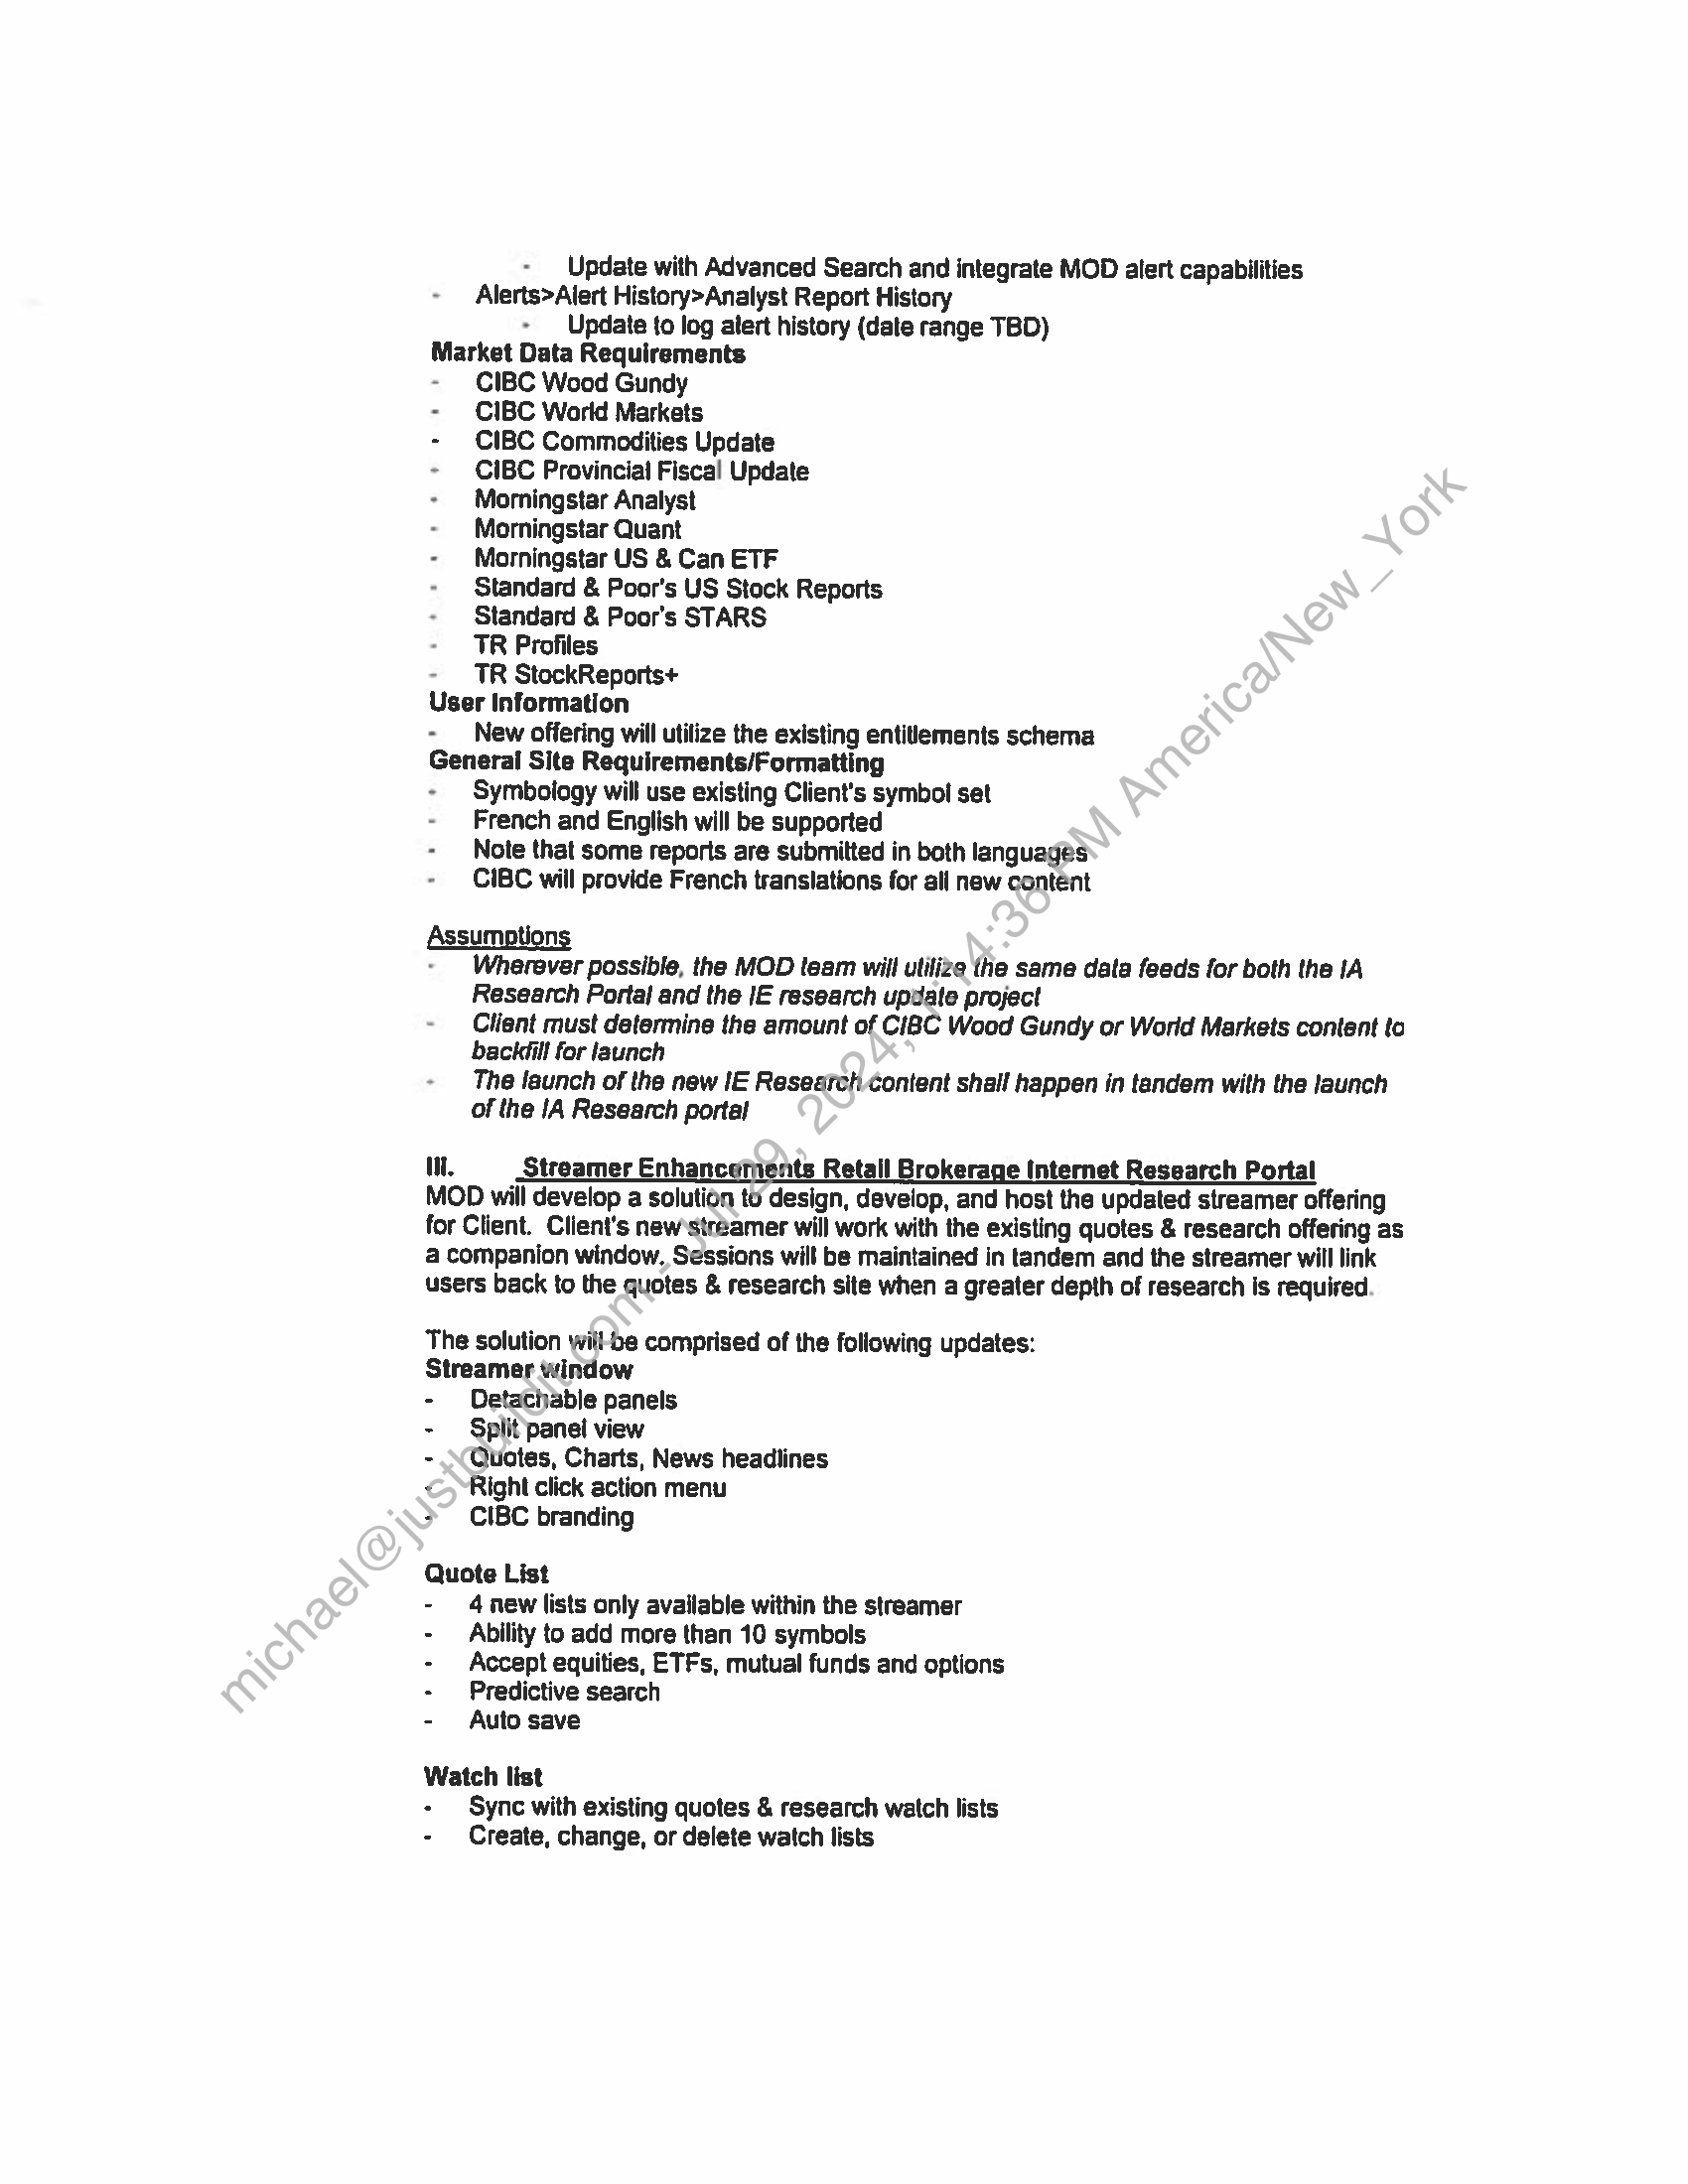 - Update with Advanced Search and integrate MOD alert capabilities
- Alerts>Alert History>Analyst Report History
- Update to log alert history (date range TBD)
Market Data Requirements
- CIBC Wood Gundy
- CIBC World Markets
- CIBC Commodities Update
- CIBC Provincial Fiscal Update
- Morningstar Analyst
- Morningstar Quant
- Morningstar US & Can ETF
- Standard & Poor's US Stock Reports
- Standard & Poor's STARS
- TR Profiles
- TR StockReports+
User Information
- New offering will utilize the existing entitlements schema
General Site Requirements/Formatting
- Symbology will use existing Client's symbol set
- French and English will be supported
- Note that some reports are submitted in both languages
- CIBC will provide French translations for all new content
Assumptions
- Wherever possible, the MOD team will utilize the same data feeds for both the IA
Research Portal and the IE research update project
- Client must determine the amount of CIBC Wood Gundy or World Markets content to
backfill for launch
- The launch of the new IE Research content shall happen in tandem with the launch
of the IA Research portal
III. Streamer Enhancements Retail Brokerage Internet Research Portal
MOD will develop a solution to design, develop, and host the updated streamer offering
for Client. Client's new streamer will work with the existing quotes & research offering as
a companion window. Sessions will be maintained in tandem and the streamer will link
users back to the quotes & research site when a greater depth of research is required.
The solution will be comprised of the following updates:
Streamer window
- Detachable panels
- Split panel view
- Quotes, Charts, News headlines
- Right click action menu
- CIBC branding
Quote List
- 4 new lists only available within the streamer
- Ability to add more than 10 symbols
- Accept equities, ETFs, mutual funds and options
- Predictive search
- Auto save
Watch list
- Sync with existing quotes & research watch lists
- Create, change, or delete watch lists
michael@justbuildit.com - Jul 29, 2024, 1:14:36 PM America/New_York